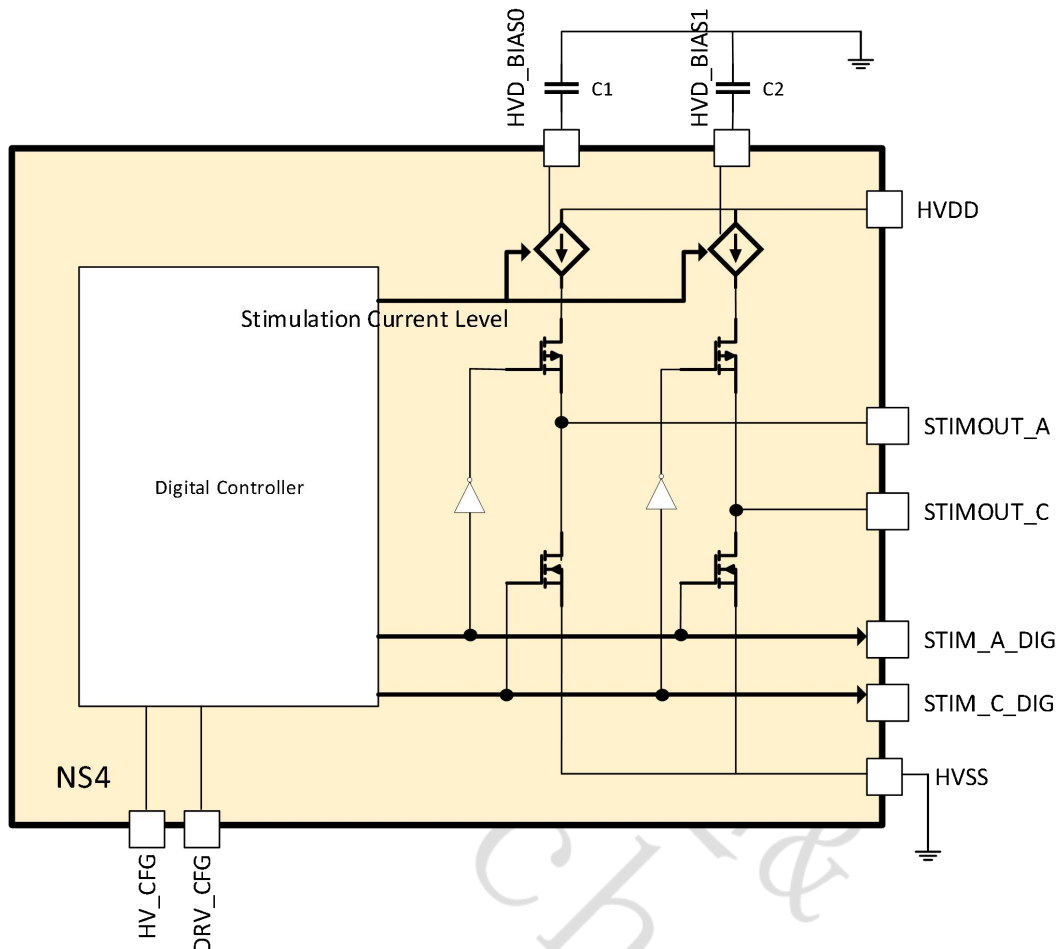 HVD_BIAS0
HVD_BIAS1
C1
C2
HVDD
Stimulation Current Level
STIMOUT_A
Digital Controller
STIMOUT_C
STIM_A_DIG
STIM_C_DIG
NS4
HVSS
HV_CFG
DRV_CFG